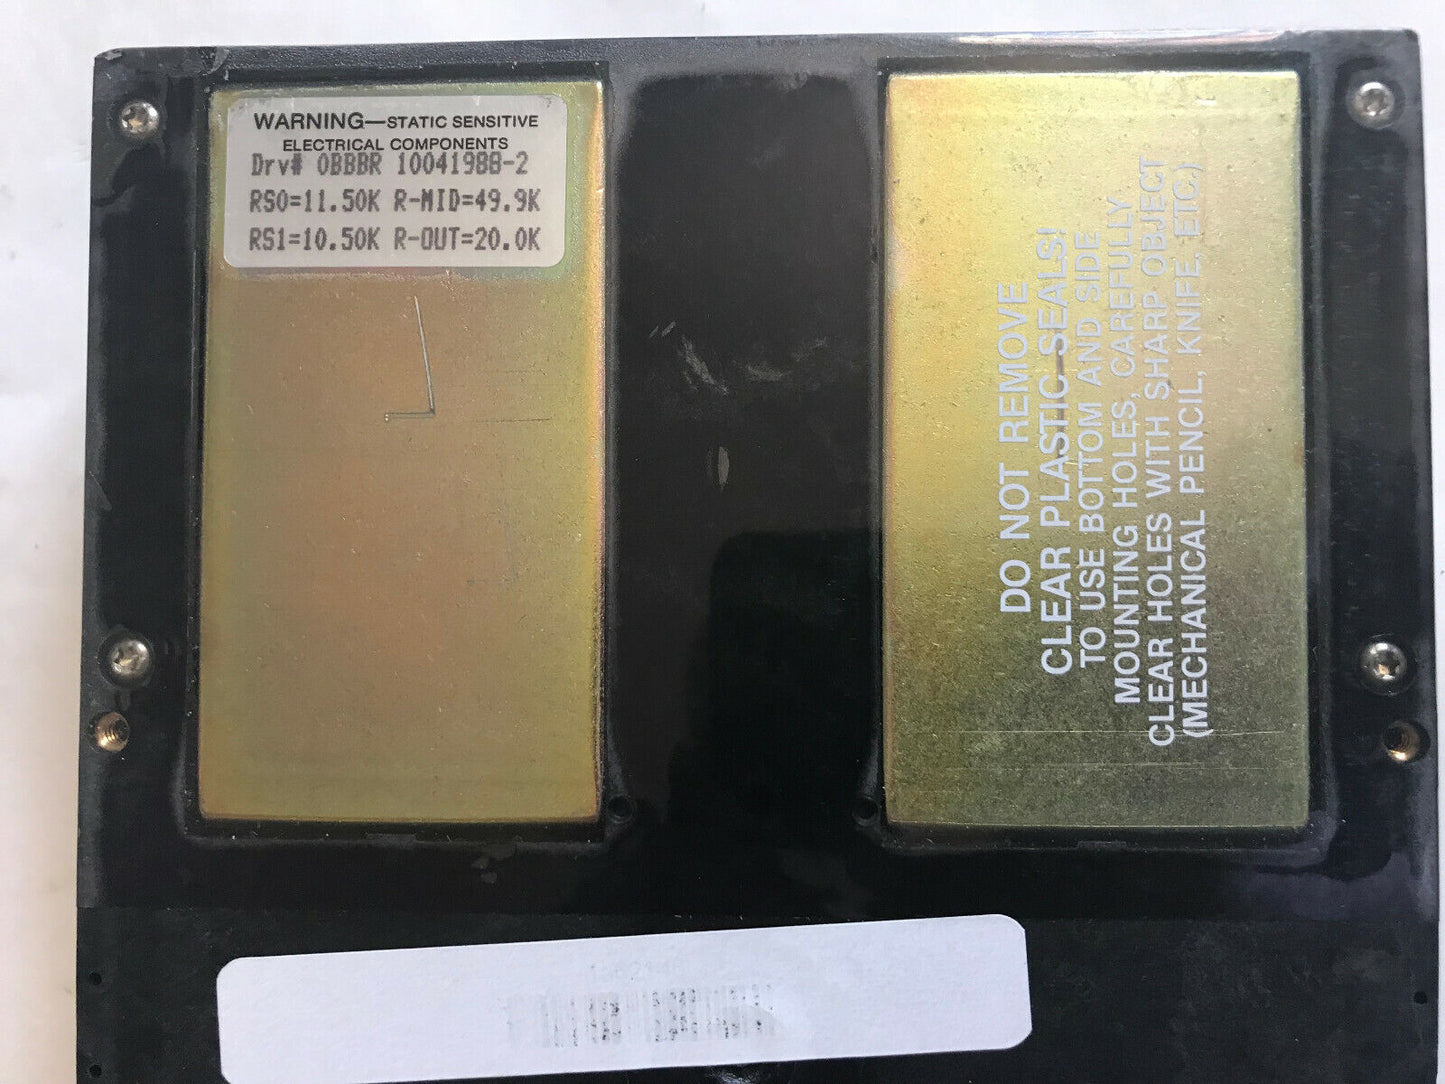 WARNING—STATIC SENSITIVE
ELECTRICAL COMPONENTS
Drv# 0BBBR 10041988-2
RS0=11.50K R-MID=49.9K
RS1=10.50K R-OUT=20.0K
DO NOT REMOVE
CLEAR PLASTIC SEALS!
TO USE BOTTOM AND SIDE
MOUNTING HOLES, CAREFULLY
CLEAR HOLES WITH SHARP OBJECT
(MECHANICAL PENCIL, KNIFE, ETC.)